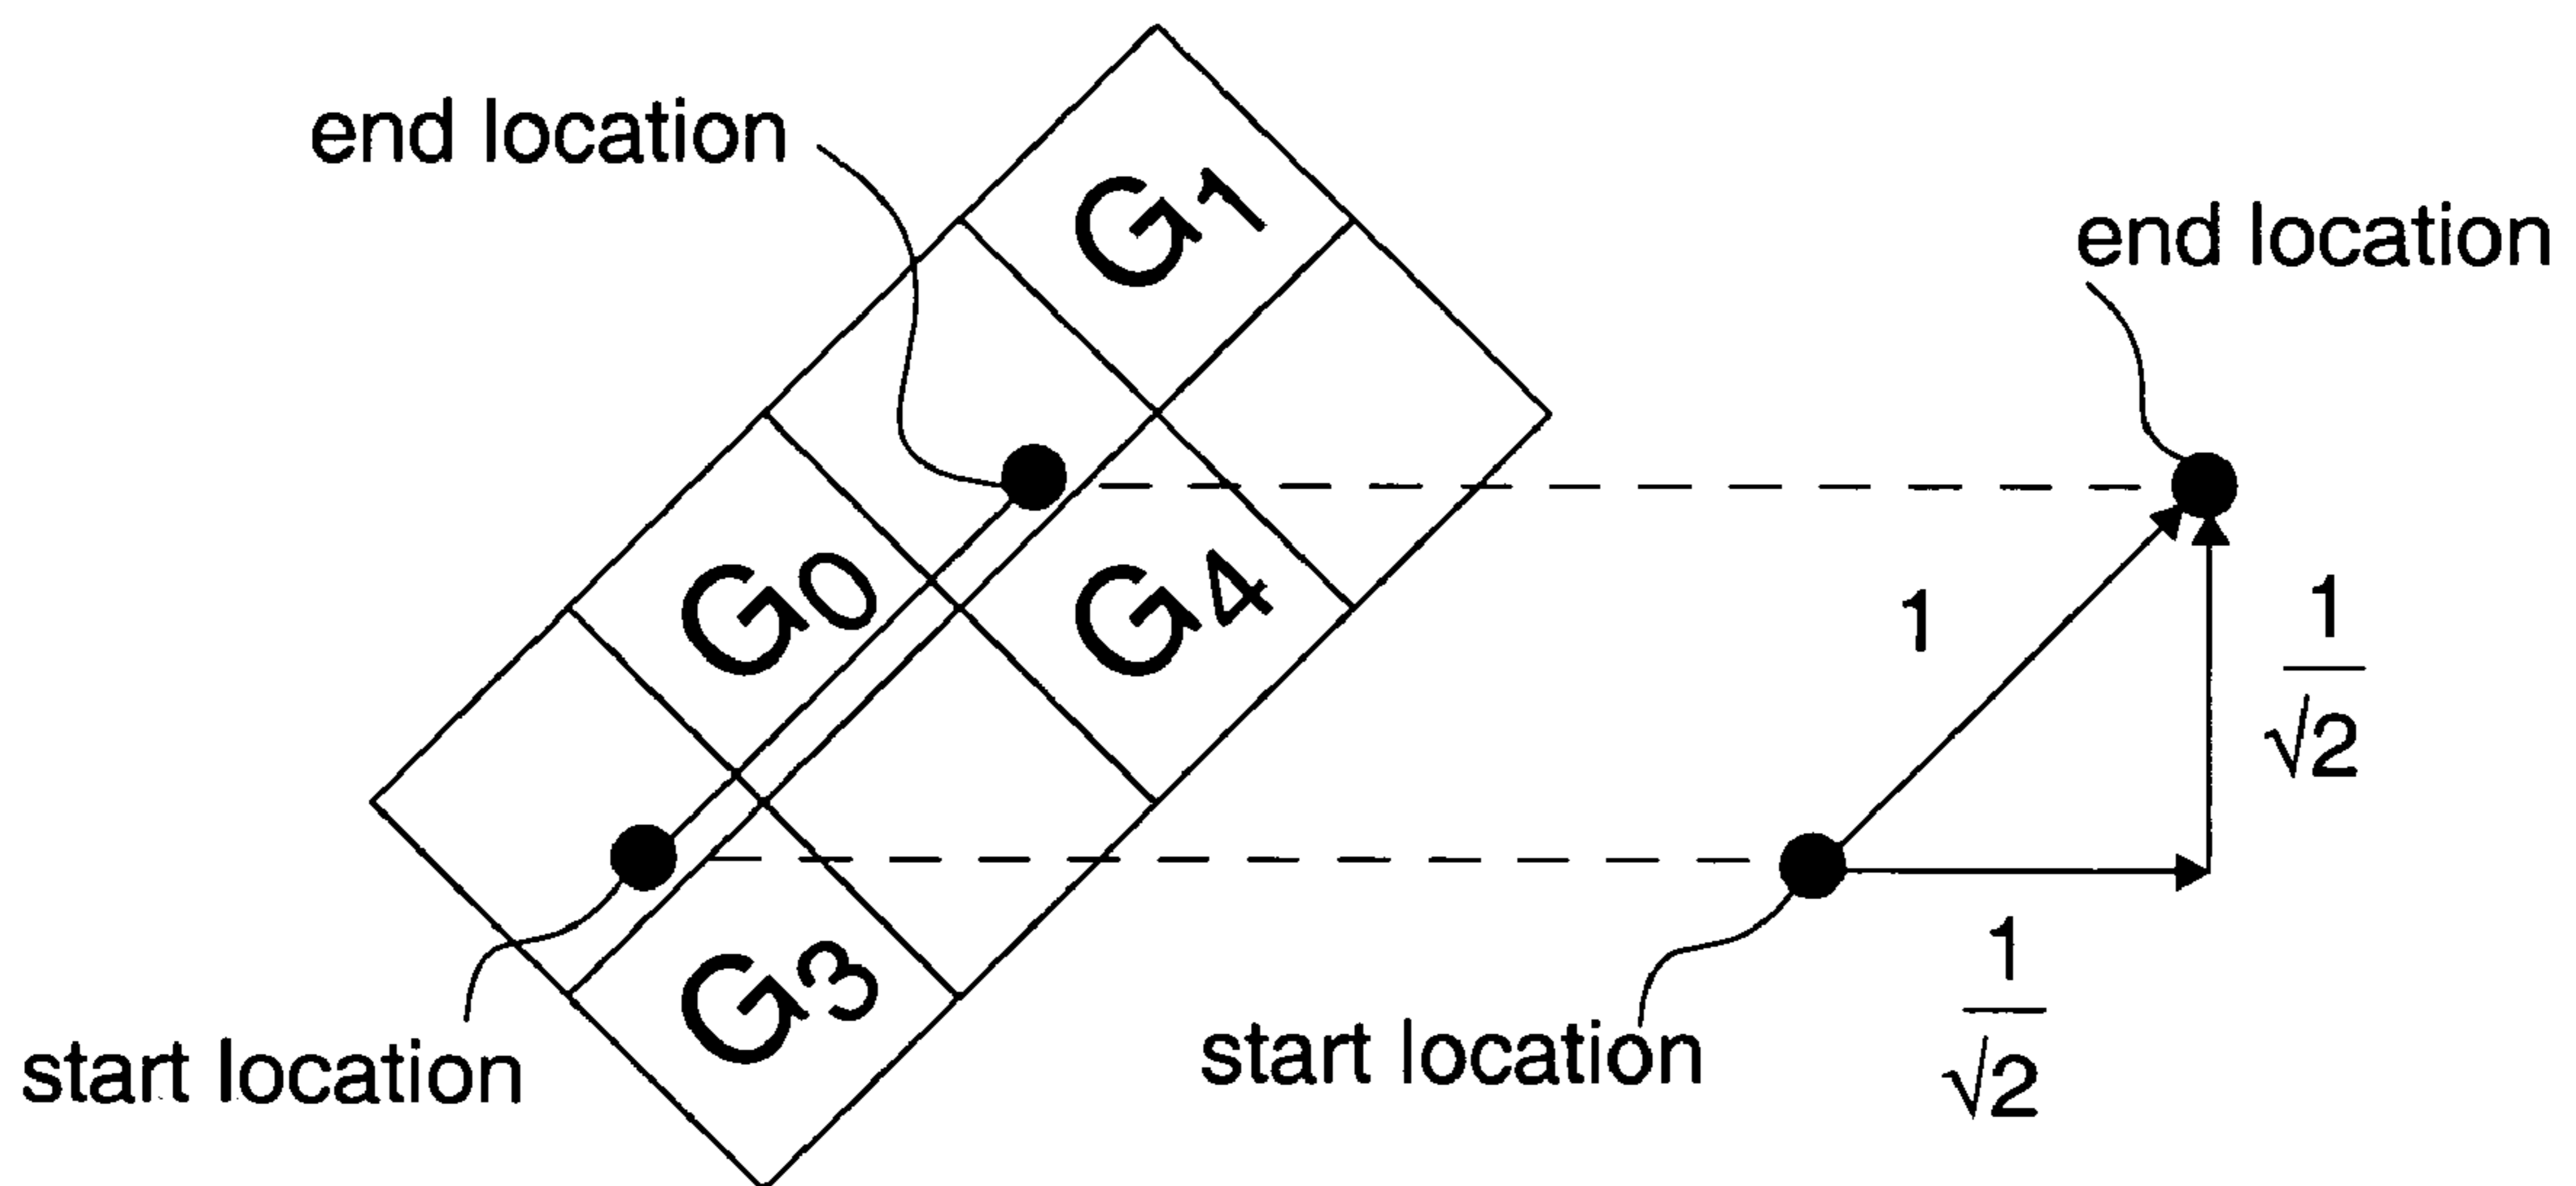 end location
G1
end location
G0
G4
1
1
√2
G3
start location
start location
1
√2